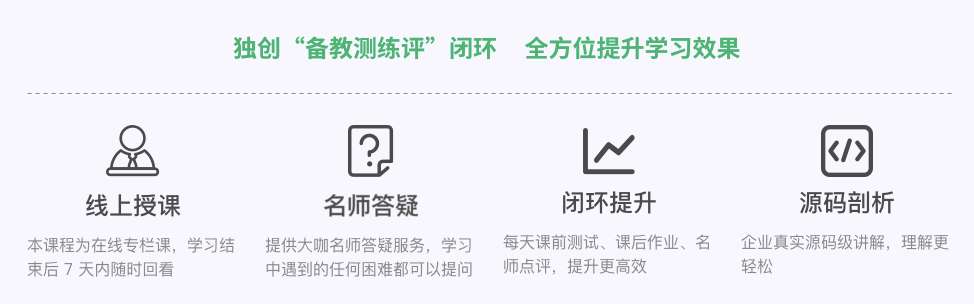 独创“备教测练评”闭环　全方位提升学习效果
线上授课
名师答疑
闭环提升
源码剖析
本课程为在线专栏课，学习结
束后 7 天内随时回看
提供大咖名师答疑服务，学习
中遇到的任何困难都可以提问
每天课前测试、课后作业、名
师点评，提升更高效
企业真实源码级讲解，理解更
轻松